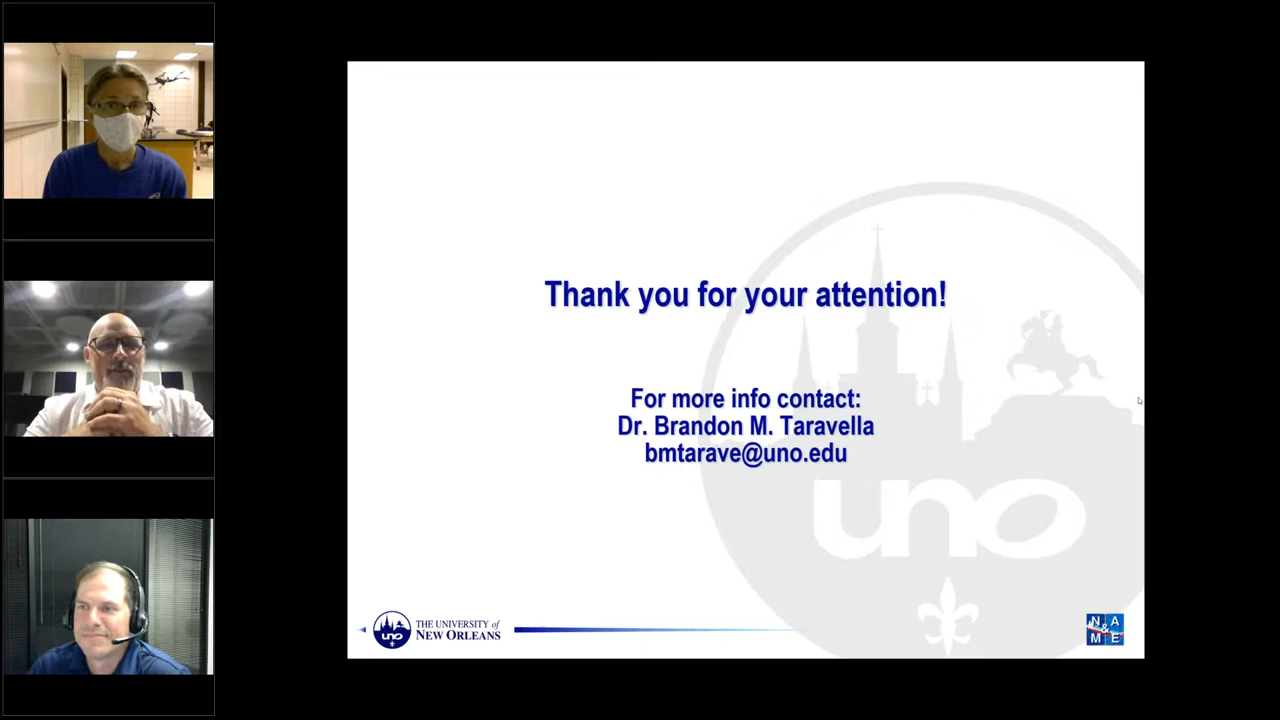 Thank you for your attention!
For more info contact:
Dr. Brandon M. Taravella
bmtarave@uno.edu
uno
uno
THE UNIVERSITY of
NEW ORLEANS
N A
&
M E